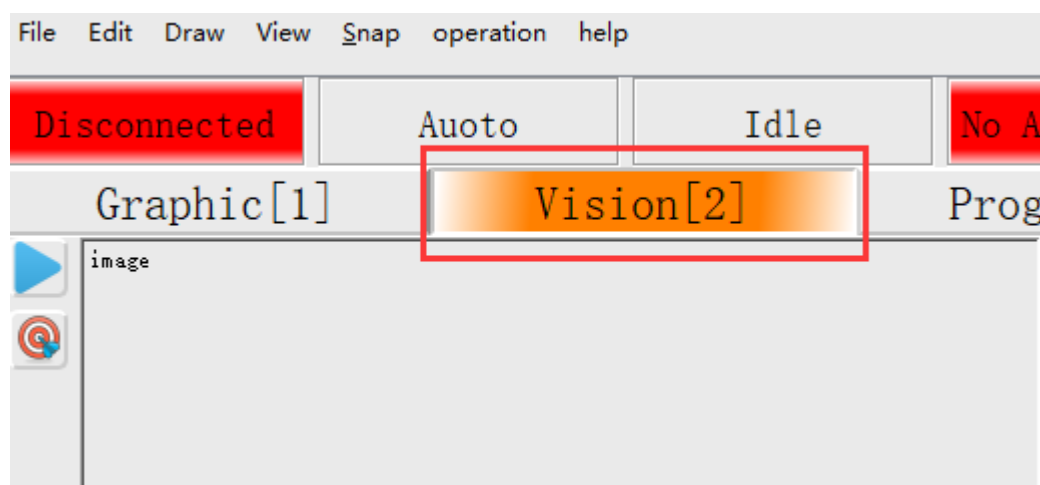 File Edit Draw View Snap operation help
Disconnected Auoto Idle No A
Graphic[1] Vision[2] Prog
image